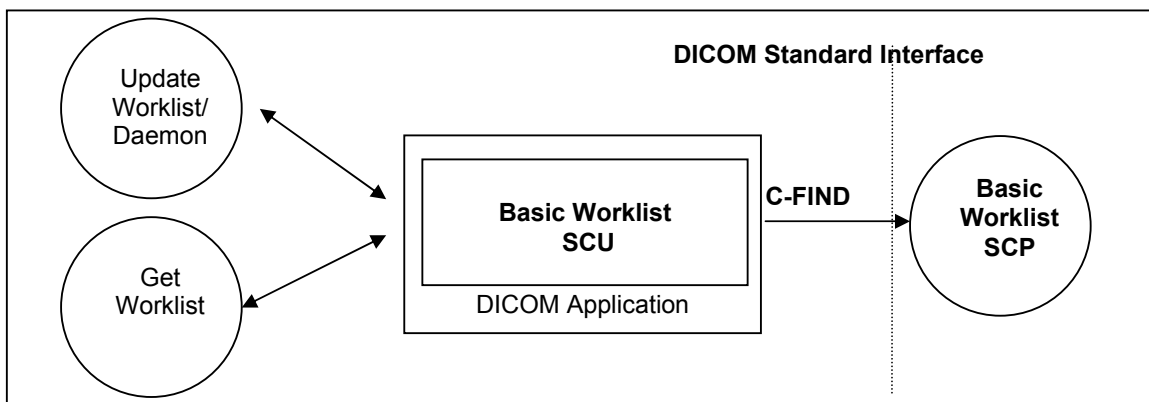 Update
Worklist/
Daemon
Get
Worklist
Basic Worklist
SCU
DICOM Application
DICOM Standard Interface
C-FIND
Basic
Worklist
SCP